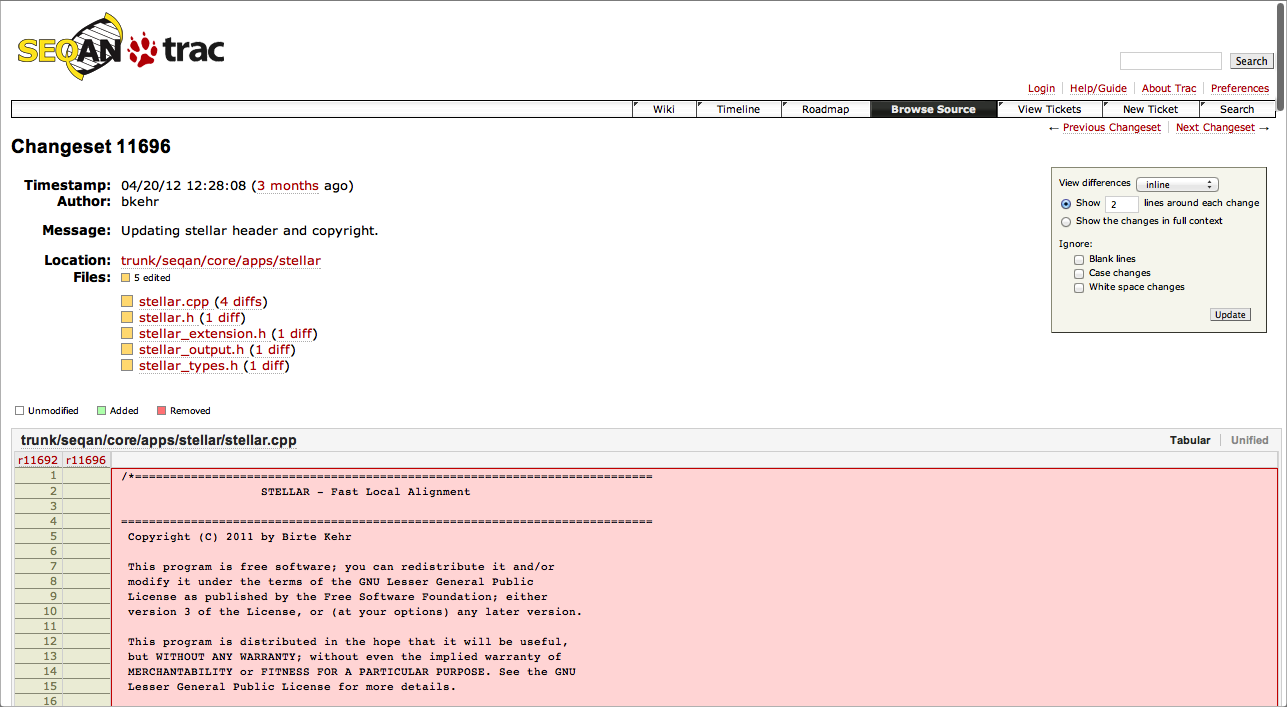 SEQAN trac
Search
Login Help/Guide About Trac Preferences
Wiki Timeline Roadmap Browse Source View Tickets New Ticket Search
← Previous Changeset Next Changeset →
Changeset 11696
Timestamp: 04/20/12 12:28:08 (3 months ago)
Author: bkehr
Message: Updating stellar header and copyright.
Location: trunk/seqan/core/apps/stellar
Files: 5 edited
stellar.cpp (4 diffs)
stellar.h (1 diff)
stellar_extension.h (1 diff)
stellar_output.h (1 diff)
stellar_types.h (1 diff)
View differences inline
Show 2 lines around each change
Show the changes in full context
Ignore:
Blank lines
Case changes
White space changes
Update
Unmodified Added Removed
trunk/seqan/core/apps/stellar/stellar.cpp Tabular Unified
r11692 r11696
1 /*==========================================================================
2 STELLAR - Fast Local Alignment
3
4 ============================================================================
5 Copyright (C) 2011 by Birte Kehr
6
7 This program is free software; you can redistribute it and/or
8 modify it under the terms of the GNU Lesser General Public
9 License as published by the Free Software Foundation; either
10 version 3 of the License, or (at your options) any later version.
11
12 This program is distributed in the hope that it will be useful,
13 but WITHOUT ANY WARRANTY; without even the implied warranty of
14 MERCHANTABILITY or FITNESS FOR A PARTICULAR PURPOSE. See the GNU
15 Lesser General Public License for more details.
16